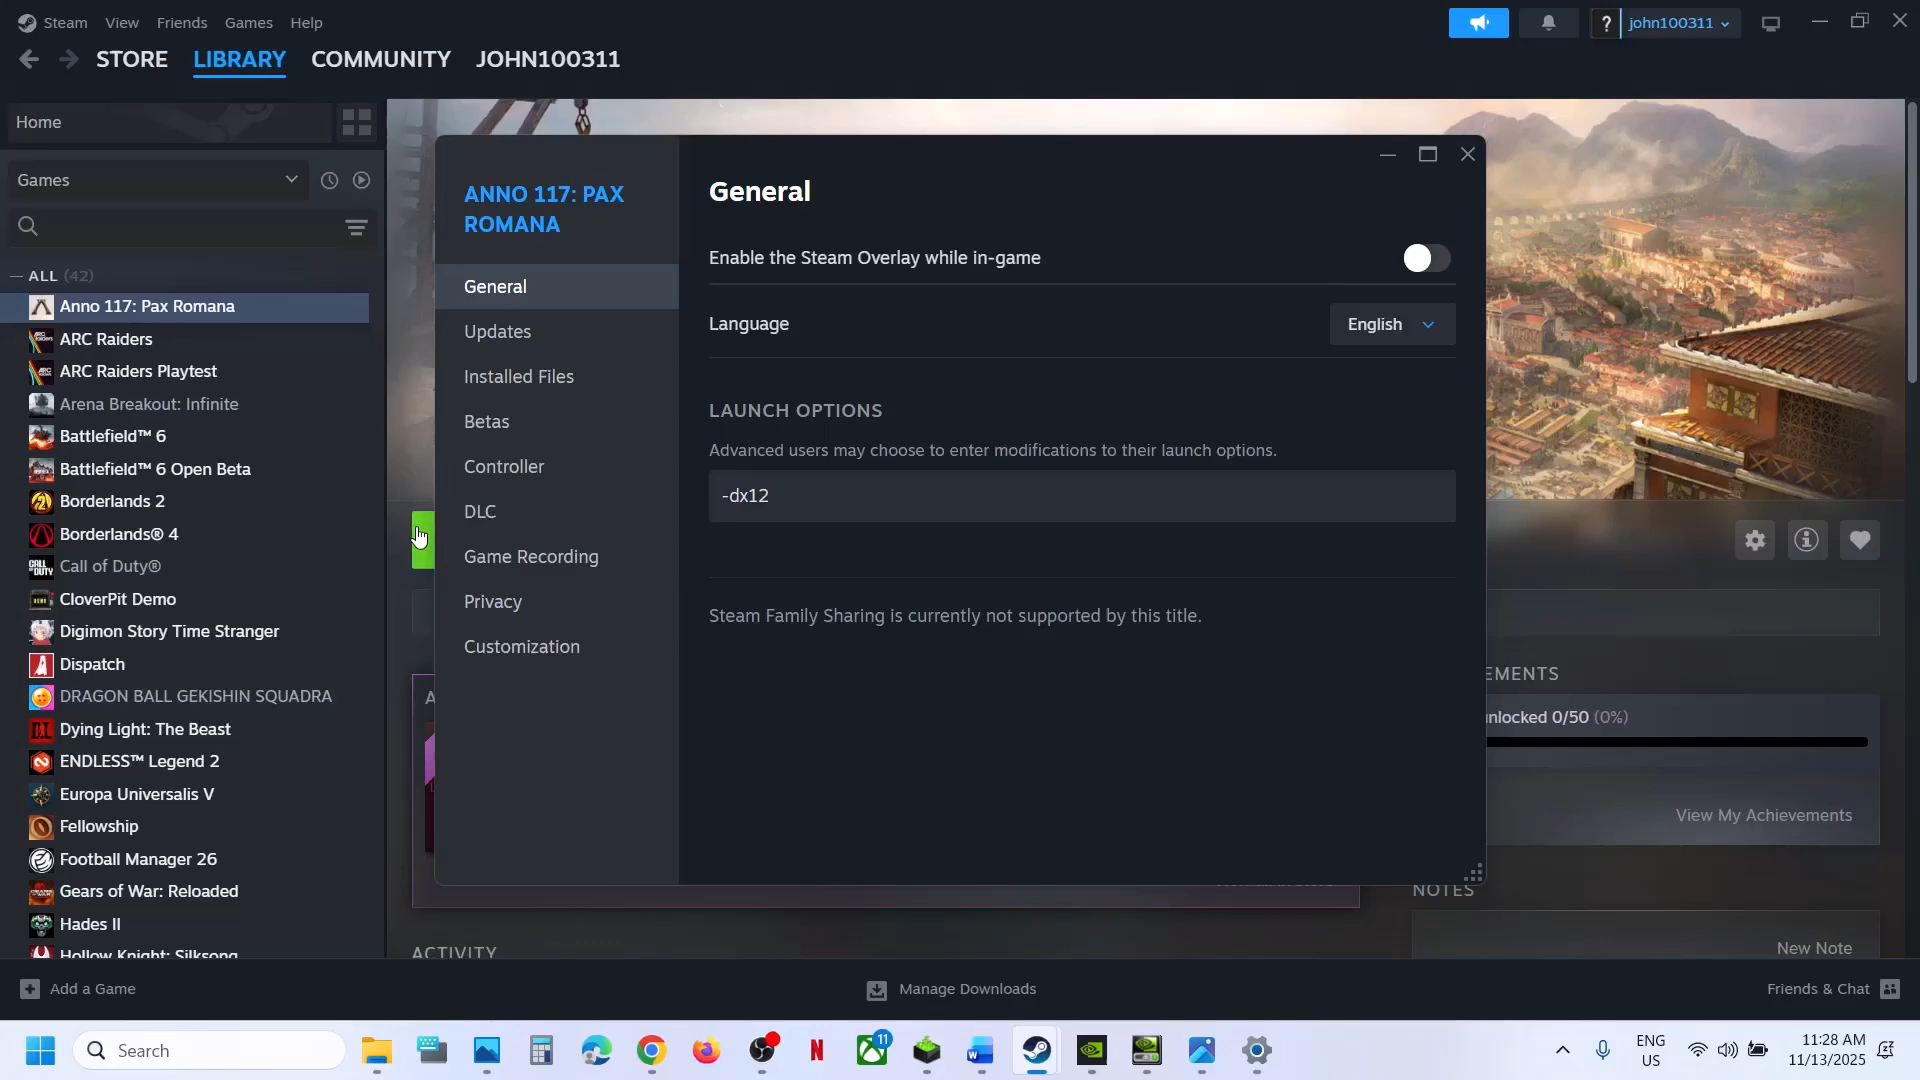 Steam View Friends Games Help
? john100311
STORE LIBRARY COMMUNITY JOHN100311
Home
Games
— ALL (42)
Anno 117: Pax Romana
ARC Raiders
ARC Raiders Playtest
Arena Breakout: Infinite
Battlefield™ 6
Battlefield™ 6 Open Beta
Borderlands 2
Borderlands® 4
Call of Duty®
CloverPit Demo
Digimon Story Time Stranger
Dispatch
DRAGON BALL GEKISHIN SQUADRA
Dying Light: The Beast
ENDLESS™ Legend 2
Europa Universalis V
Fellowship
Football Manager 26
Gears of War: Reloaded
Hades II
Hollow Knight: Silksong
ANNO 117: PAX
ROMANA
General
Updates
Installed Files
Betas
Controller
DLC
Game Recording
Privacy
Customization
General
Enable the Steam Overlay while in-game
Language
English
LAUNCH OPTIONS
Advanced users may choose to enter modifications to their launch options.
-dx12
Steam Family Sharing is currently not supported by this title.
EMENTS
nlocked 0/50 (0%)
View My Achievements
NOTES
New Note
ACTIVITY
Add a Game
Manage Downloads
Friends & Chat
Search
11
ENG
US
11:28 AM
11/13/2025